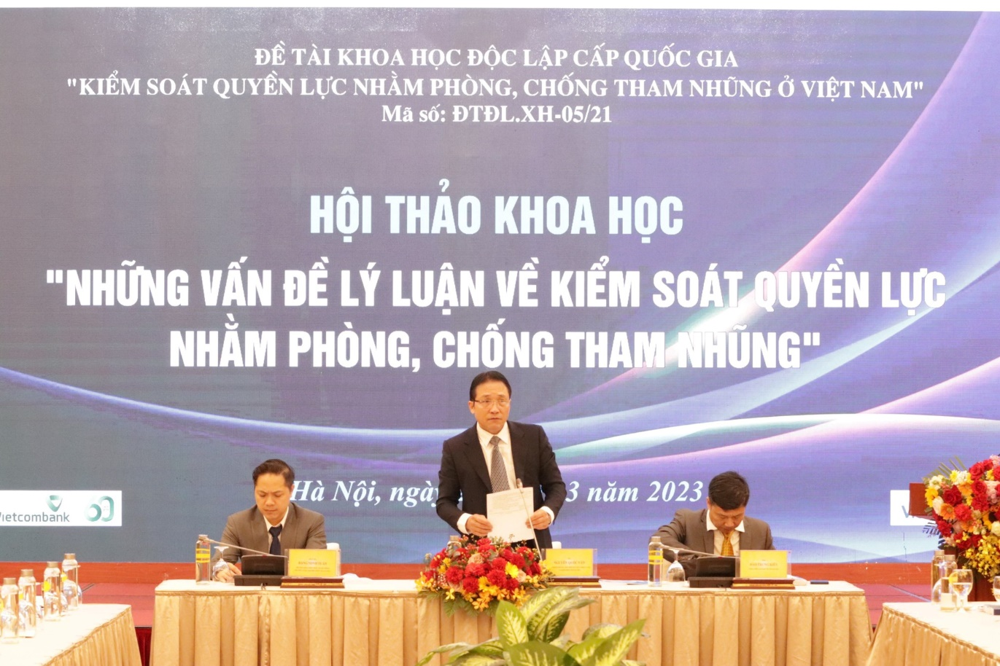 ĐỀ TÀI KHOA HỌC ĐỘC LẬP CẤP QUỐC GIA
"KIỂM SOÁT QUYỀN LỰC NHẰM PHÒNG, CHỐNG THAM NHŨNG Ở VIỆT NAM"
Mã số: ĐTĐL.XH-05/21
HỘI THẢO KHOA HỌC
"NHỮNG VẤN ĐỀ LÝ LUẬN VỀ KIỂM SOÁT QUYỀN LỰC
NHẰM PHÒNG, CHỐNG THAM NHŨNG"
Hà Nội, ngày 3 năm 2023
Vietcombank 60